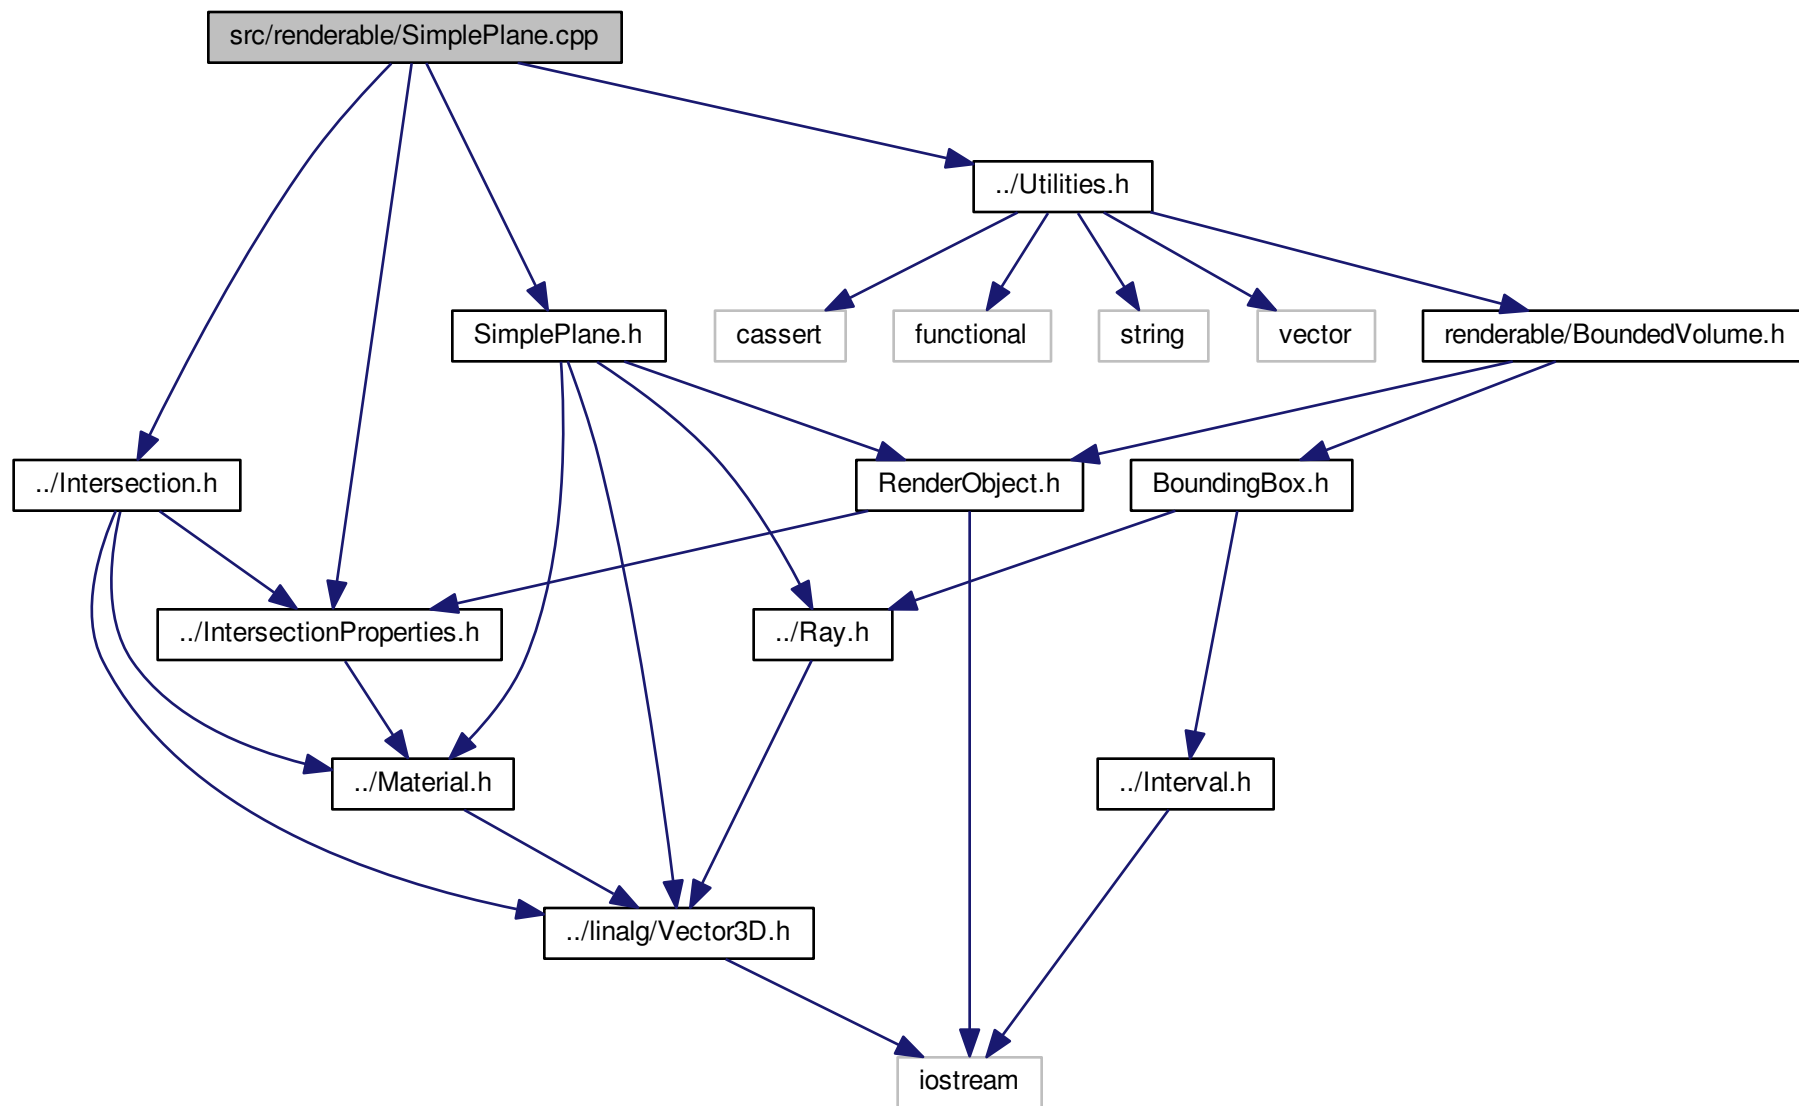 src/renderable/SimplePlane.cpp
../Utilities.h
SimplePlane.h
cassert
functional
string
vector
renderable/BoundedVolume.h
../Intersection.h
RenderObject.h
BoundingBox.h
../IntersectionProperties.h
../Ray.h
../Material.h
../Interval.h
../linalg/Vector3D.h
iostream